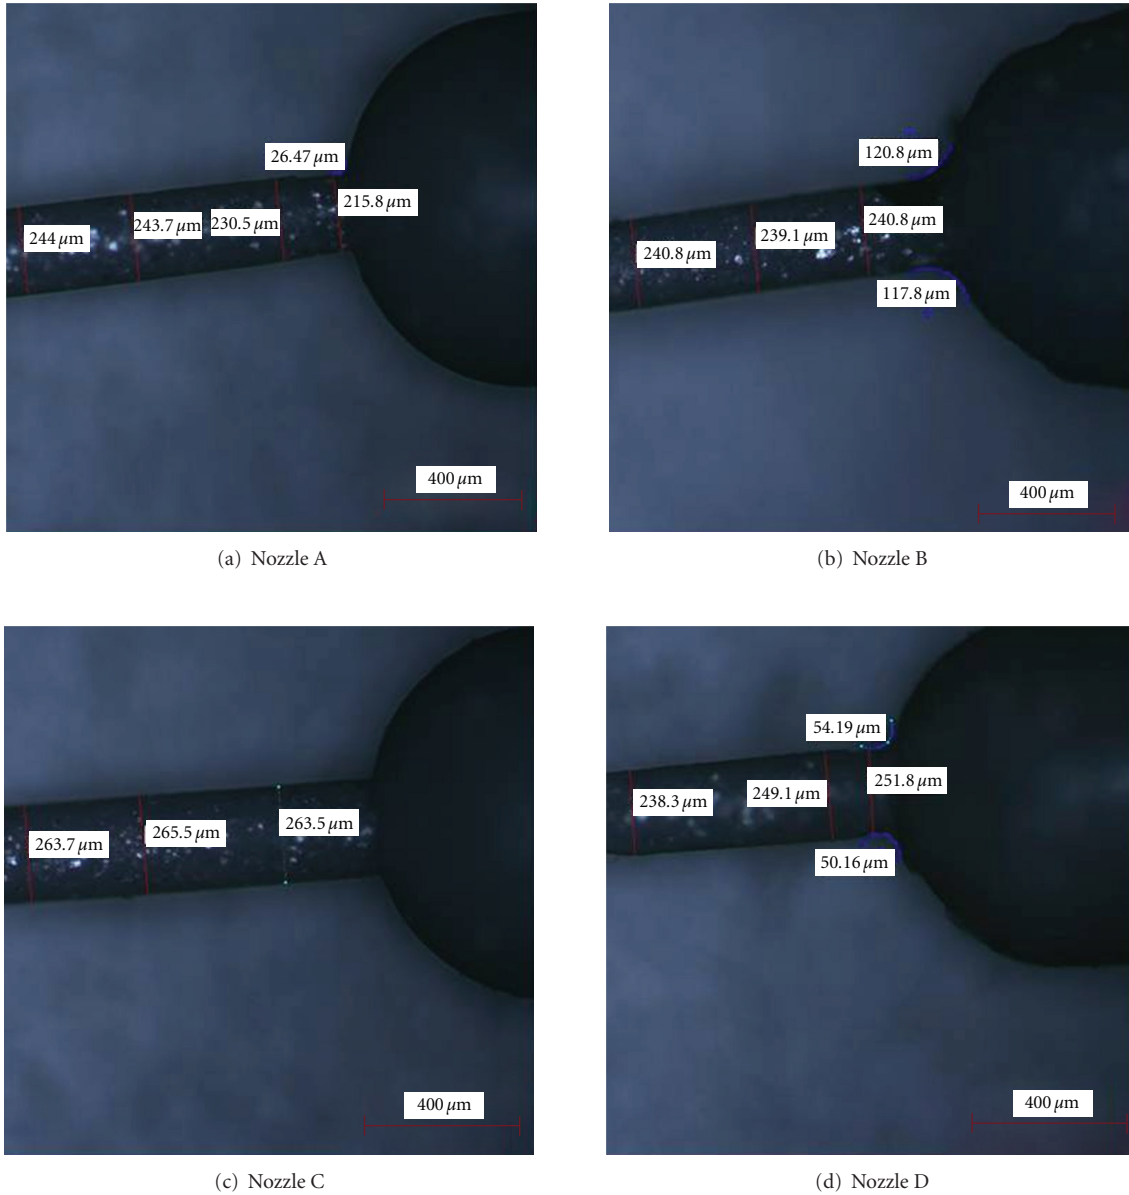 26.47 µm
215.8 µm
244 µm
243.7 µm
230.5 µm
400 µm
(a) Nozzle A
120.8 µm
240.8 µm
239.1 µm
240.8 µm
117.8 µm
400 µm
(b) Nozzle B
263.7 µm
265.5 µm
263.5 µm
400 µm
(c) Nozzle C
54.19 µm
238.3 µm
249.1 µm
251.8 µm
50.16 µm
400 µm
(d) Nozzle D